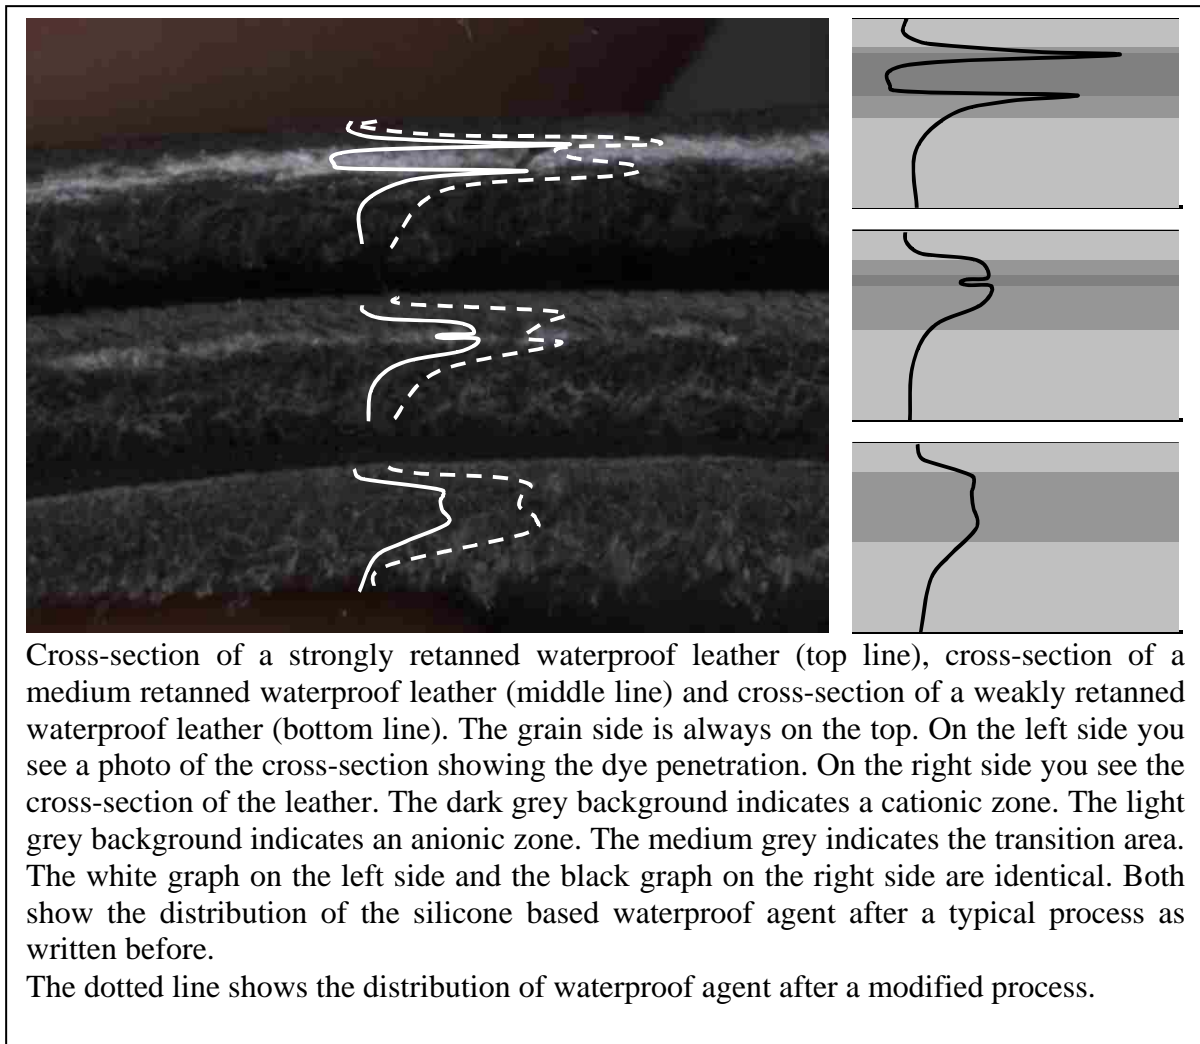 Cross-section of a strongly retanned waterproof leather (top line), cross-section of a
medium retanned waterproof leather (middle line) and cross-section of a weakly retanned
waterproof leather (bottom line). The grain side is always on the top. On the left side you
see a photo of the cross-section showing the dye penetration. On the right side you see the
cross-section of the leather. The dark grey background indicates a cationic zone. The light
grey background indicates an anionic zone. The medium grey indicates the transition area.
The white graph on the left side and the black graph on the right side are identical. Both
show the distribution of the silicone based waterproof agent after a typical process as
written before.
The dotted line shows the distribution of waterproof agent after a modified process.